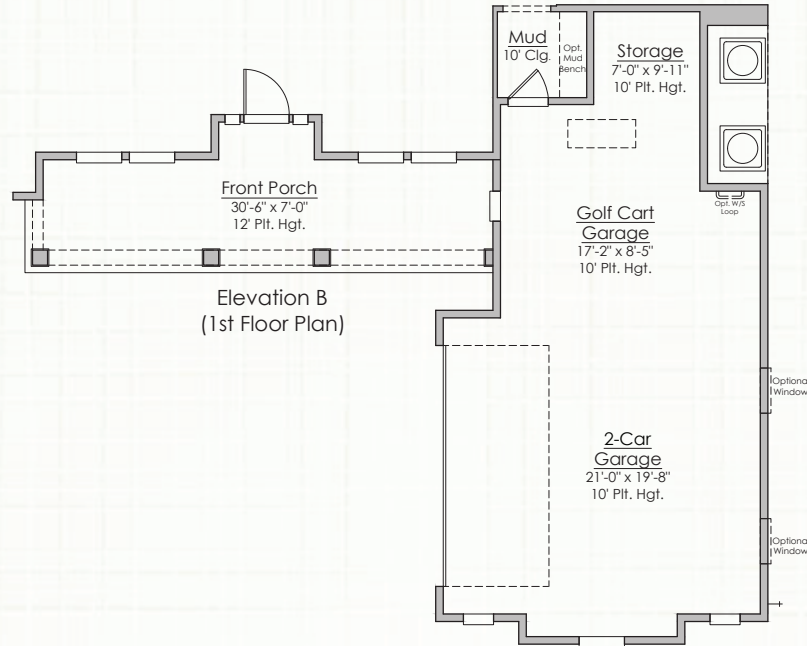 Mud
10' Clg.
Opt.
Mud
Bench
Storage
7'-0" x 9'-11"
10' Plt. Hgt.
Front Porch
30'-6" x 7'-0"
12' Plt. Hgt.
Opt. W/S
Loop
Golf Cart
Garage
17'-2" x 8'-5"
10' Plt. Hgt.
Elevation B
(1st Floor Plan)
Optional
Window
2-Car
Garage
21'-0" x 19'-8"
10' Plt. Hgt.
Optional
Window